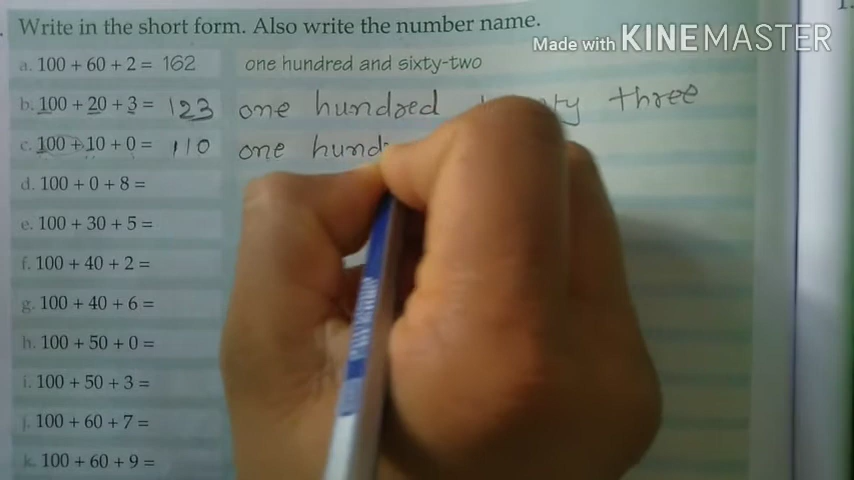 Write in the short form. Also write the number name.
Made with KINEMASTER
a. 100 + 60 + 2 = 162 one hundred and sixty-two
b. 100 + 20 + 3 = 123 one hundred three
c. 100 + 10 + 0 = 110 one
d. 100 + 0 + 8 =
e. 100 + 30 + 5 =
f. 100 + 40 + 2 =
g. 100 + 40 + 6 =
h. 100 + 50 + 0 =
i. 100 + 50 + 3 =
j. 100 + 60 + 7 =
k. 100 + 60 + 9 =